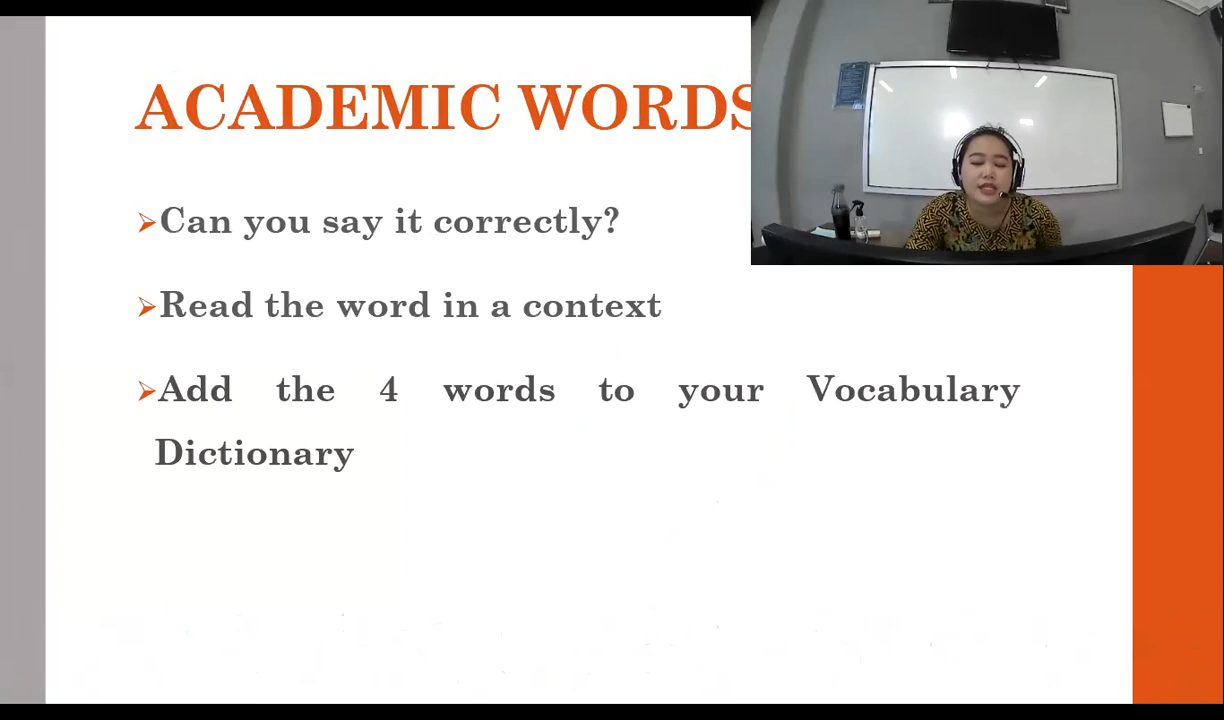 ACADEMIC WORDS
➢Can you say it correctly?
➢Read the word in a context
➢Add the 4 words to your Vocabulary
Dictionary